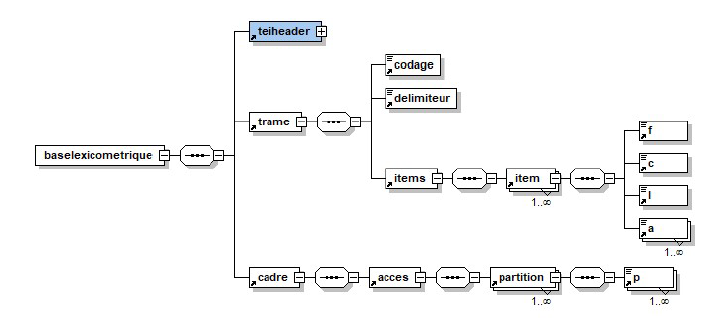 teiheader
codage
delimiteur
trame
f
c
baselexicometrique
items
item
l
1..∞
a
1..∞
cadre
acces
partition
p
1..∞
1..∞